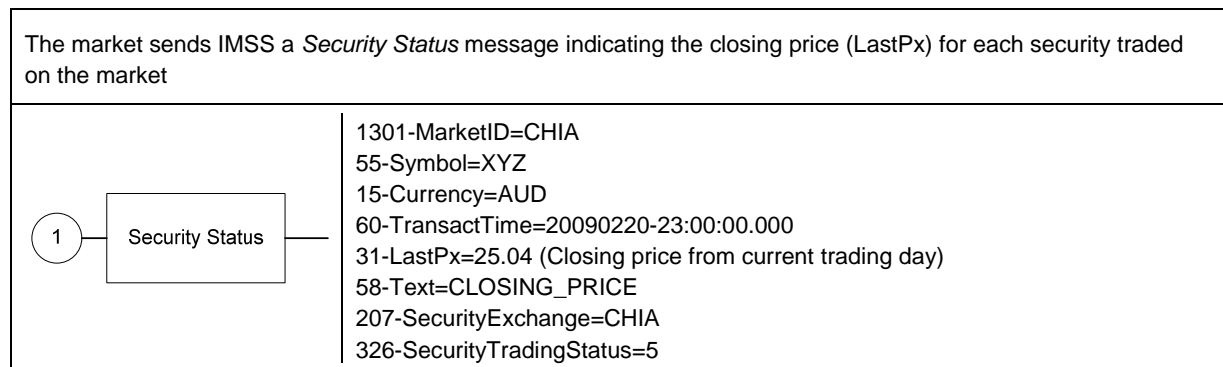 The market sends IMSS a Security Status message indicating the closing price (LastPx) for each security traded
on the market
1
Security Status
1301-MarketID=CHIA
55-Symbol=XYZ
15-Currency=AUD
60-TransactTime=20090220-23:00:00.000
31-LastPx=25.04 (Closing price from current trading day)
58-Text=CLOSING_PRICE
207-SecurityExchange=CHIA
326-SecurityTradingStatus=5